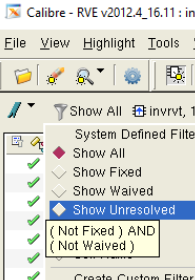 Calibre - RVE v2012.4_16.11 : in
File View Highlight Tools
Show All invrvt, 1
System Defined Filte
Show All
Show Fixed
Show Waived
Show Unresolved
( Not Fixed ) AND
( Not Waived )
Create Custom Filter